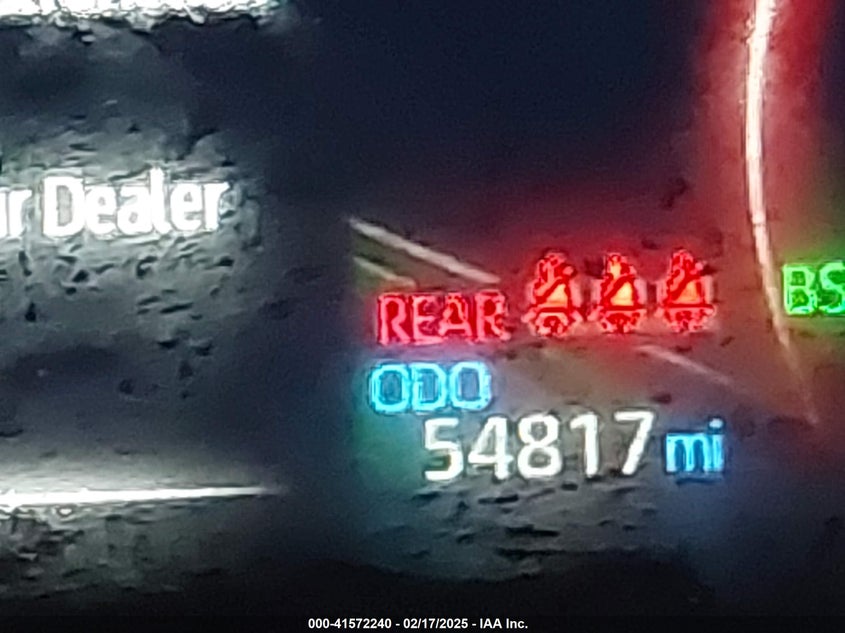 Dealer
REAR
BS
ODO
54817 mi
000-41572240 - 02/17/2025 - IAA Inc.